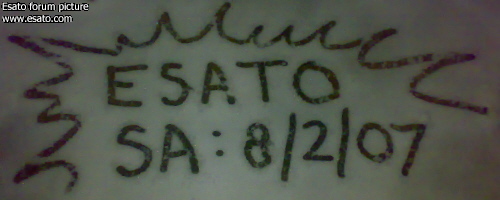 Esato forum picture
www.esato.com
ESATO
SA: 8/2/07